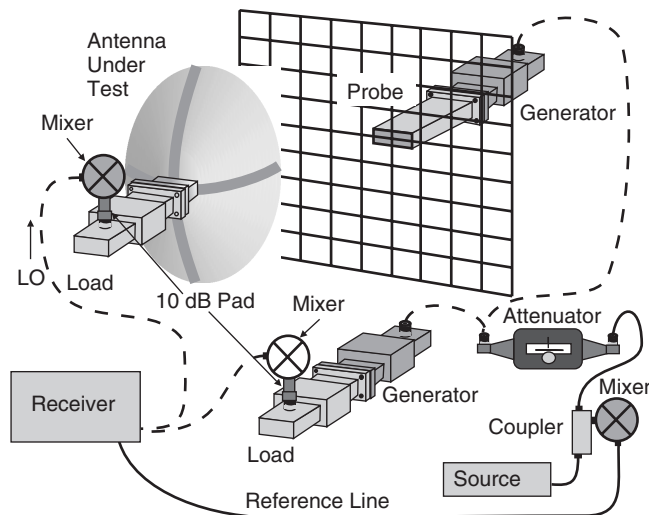 Antenna
Under
Test
Mixer
Probe
Generator
LO
Load
10 dB Pad
Mixer
Attenuator
Receiver
Generator
Mixer
Coupler
Load
Source
Reference Line